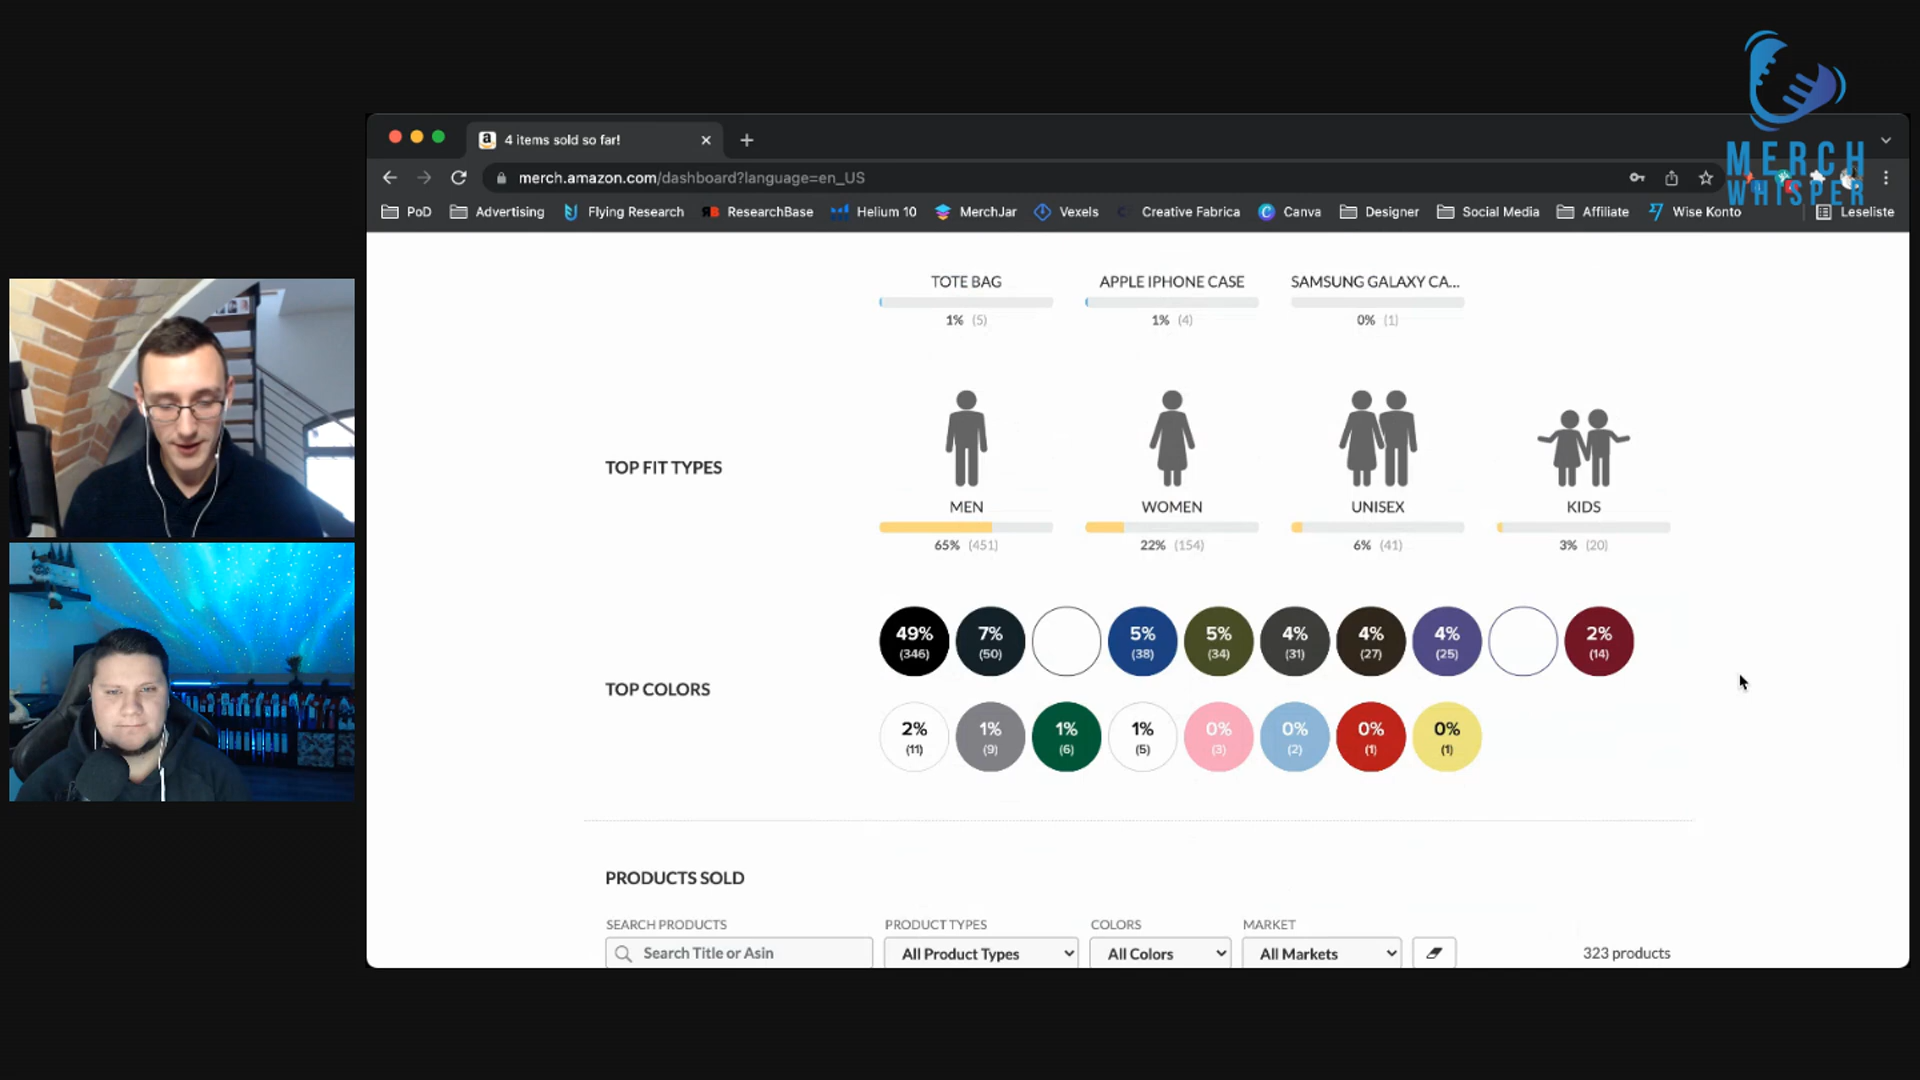 MERCH
WHISPER
4 items sold so far!
merch.amazon.com/dashboard?language=en_US
PoD
Advertising
Flying Research
ResearchBase
Helium 10
MerchJar
Vexels
Creative Fabrica
Canva
Designer
Social Media
Affiliate
Wise Konto
Leseliste
TOTE BAG
APPLE IPHONE CASE
SAMSUNG GALAXY CA...
1% (5)
1% (4)
0% (1)
TOP FIT TYPES
MEN
WOMEN
UNISEX
KIDS
65% (451)
22% (154)
6% (41)
3% (20)
TOP COLORS
49%
(346)
7%
(50)
5%
(38)
5%
(34)
4%
(31)
4%
(27)
4%
(25)
2%
(14)
2%
(11)
1%
(9)
1%
(6)
1%
(5)
0%
(3)
0%
(2)
0%
(1)
0%
(1)
PRODUCTS SOLD
SEARCH PRODUCTS
PRODUCT TYPES
COLORS
MARKET
Search Title or Asin
All Product Types
All Colors
All Markets
323 products